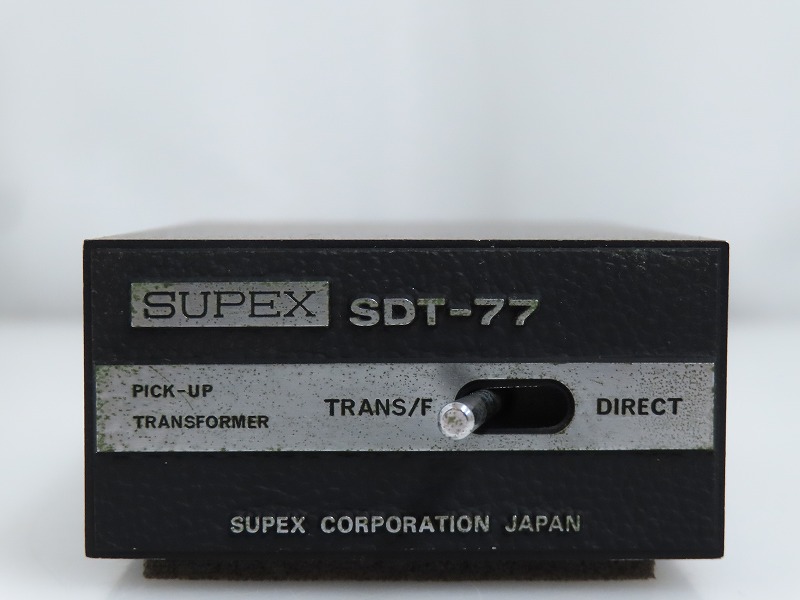 SUPEX SDT-77
PICK-UP
TRANSFORMER
TRANS/F DIRECT
SUPEX CORPORATION JAPAN